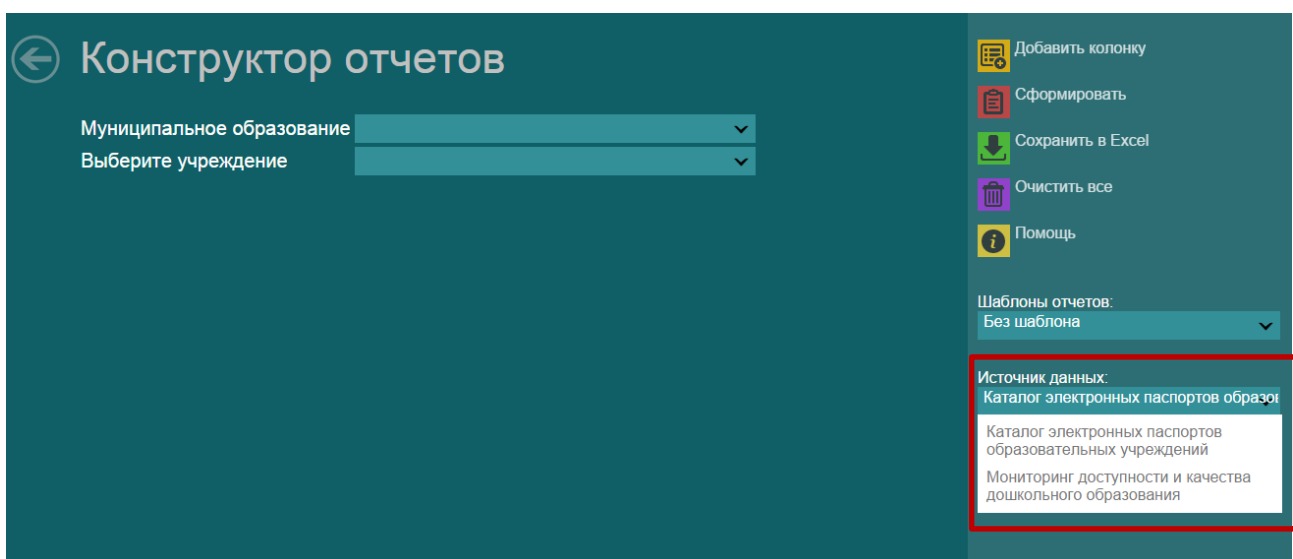 Конструктор отчетов
Муниципальное образование
Выберите учреждение
Добавить колонку
Сформировать
Сохранить в Excel
Очистить все
Помощь
Шаблоны отчетов:
Без шаблона
Источник данных:
Каталог электронных паспортов образов
Каталог электронных паспортов
образовательных учреждений
Мониторинг доступности и качества
дошкольного образования